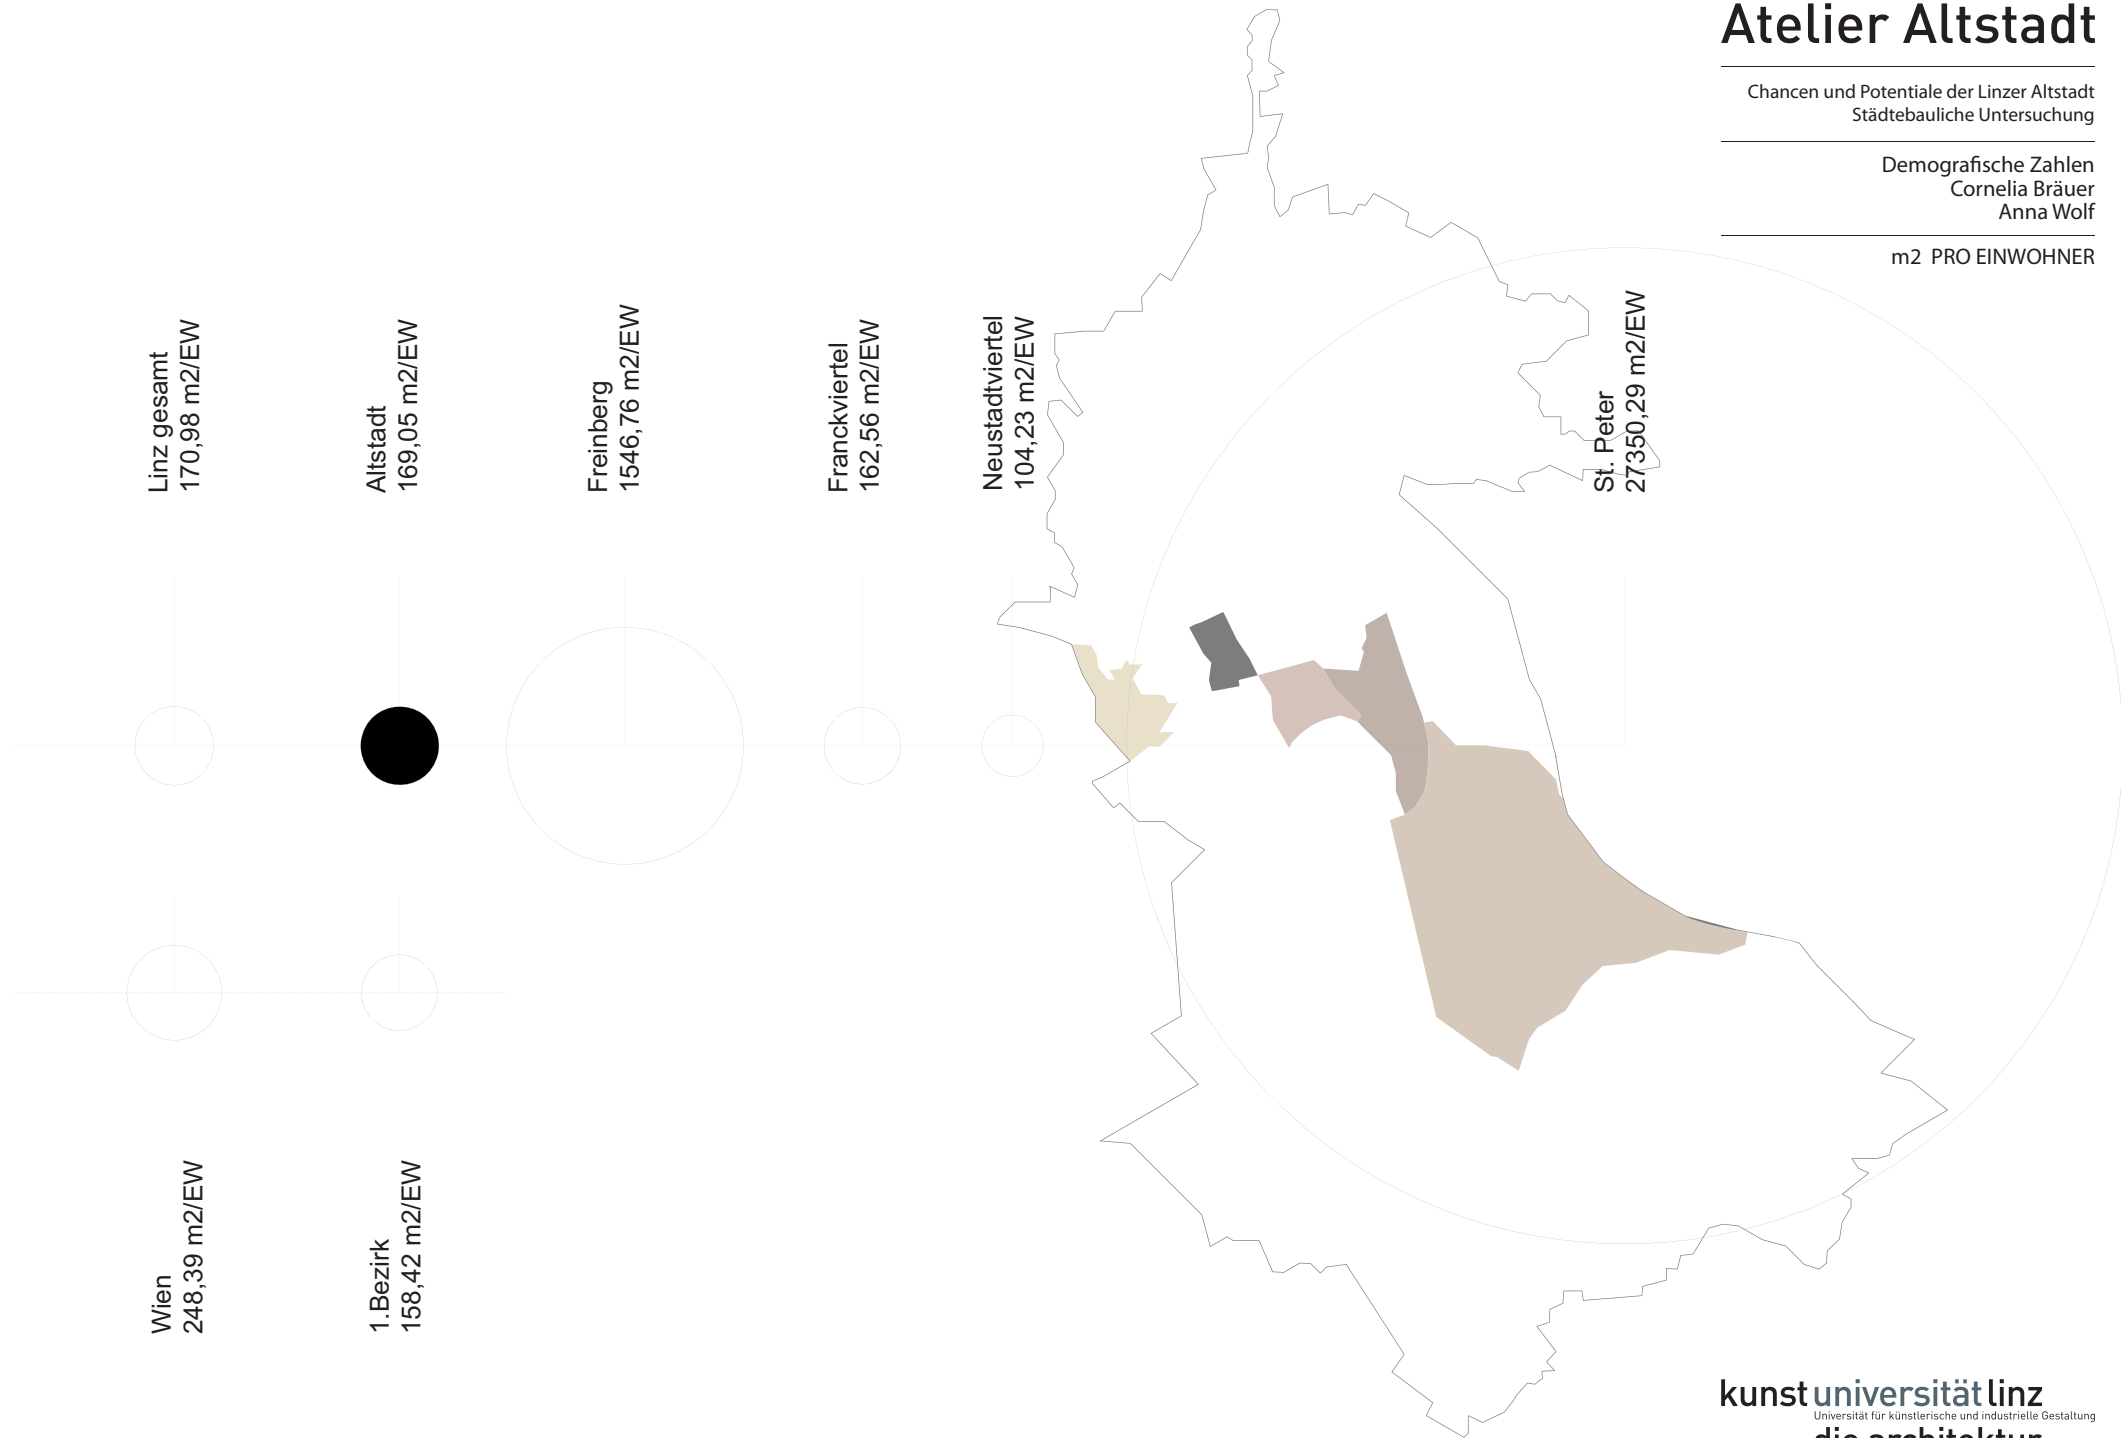 Atelier Altstadt
Chancen und Potentiale der Linzer Altstadt
Städtebauliche Untersuchung
Demografische Zahlen
Cornelia Bräuer
Anna Wolf
m2 PRO EINWOHNER
Linz gesamt
170,98 m2/EW
Altstadt
169,05 m2/EW
Freinberg
1546,76 m2/EW
Franckviertel
162,56 m2/EW
Neustadtviertel
104,23 m2/EW
St. Peter
27350,29 m2/EW
Wien
248,39 m2/EW
1.Bezirk
158,42 m2/EW
kunstuniversitätlinz
Universität für künstlerische und industrielle Gestaltung
die architektur